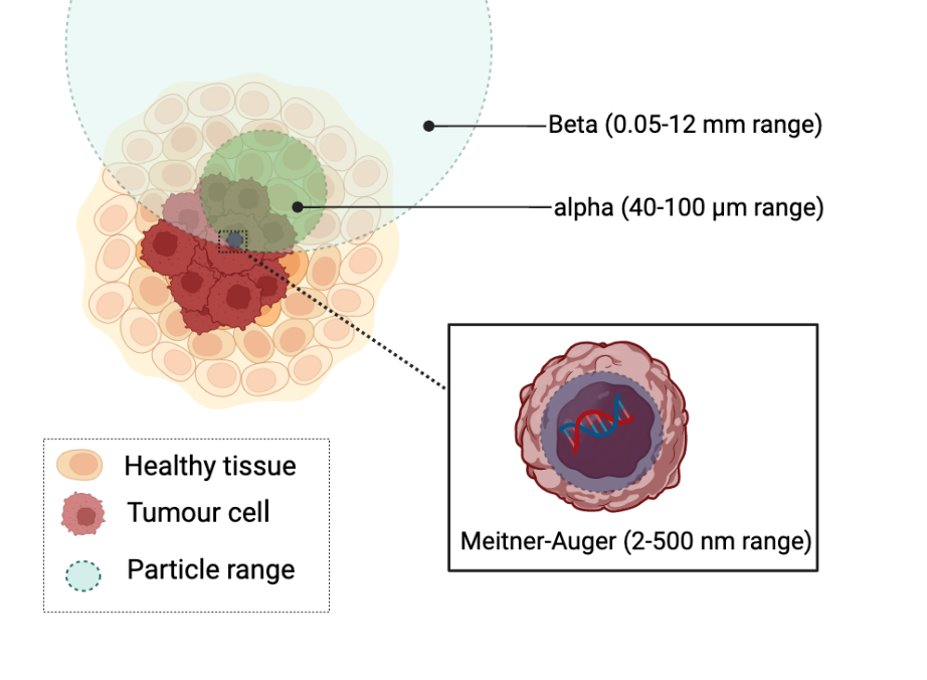 Beta (0.05-12 mm range)
alpha (40-100 µm range)
Healthy tissue
Tumour cell
Particle range
Meitner-Auger (2-500 nm range)